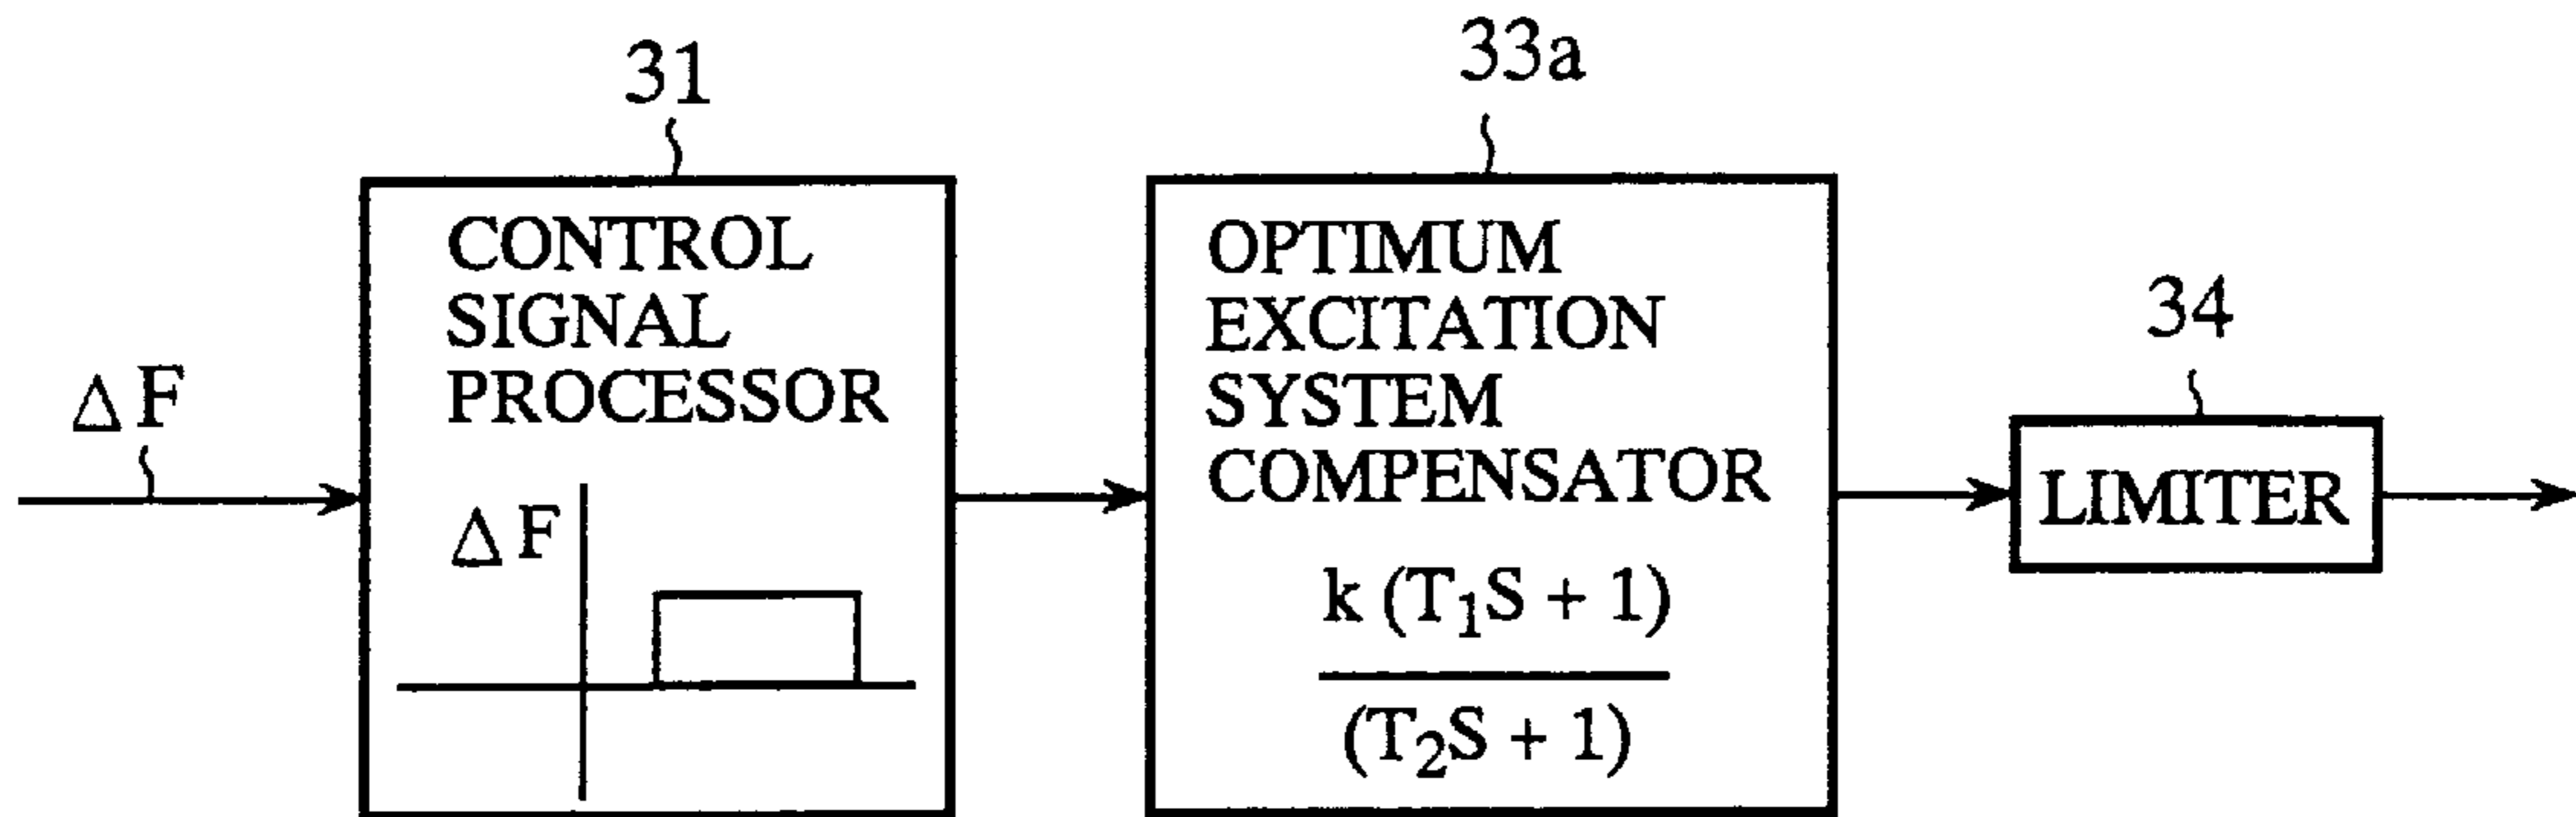 31
33a
34
ΔF
CONTROL
SIGNAL
PROCESSOR
ΔF
OPTIMUM
EXCITATION
SYSTEM
COMPENSATOR
k (T₁S + 1)
(T₂S + 1)
LIMITER